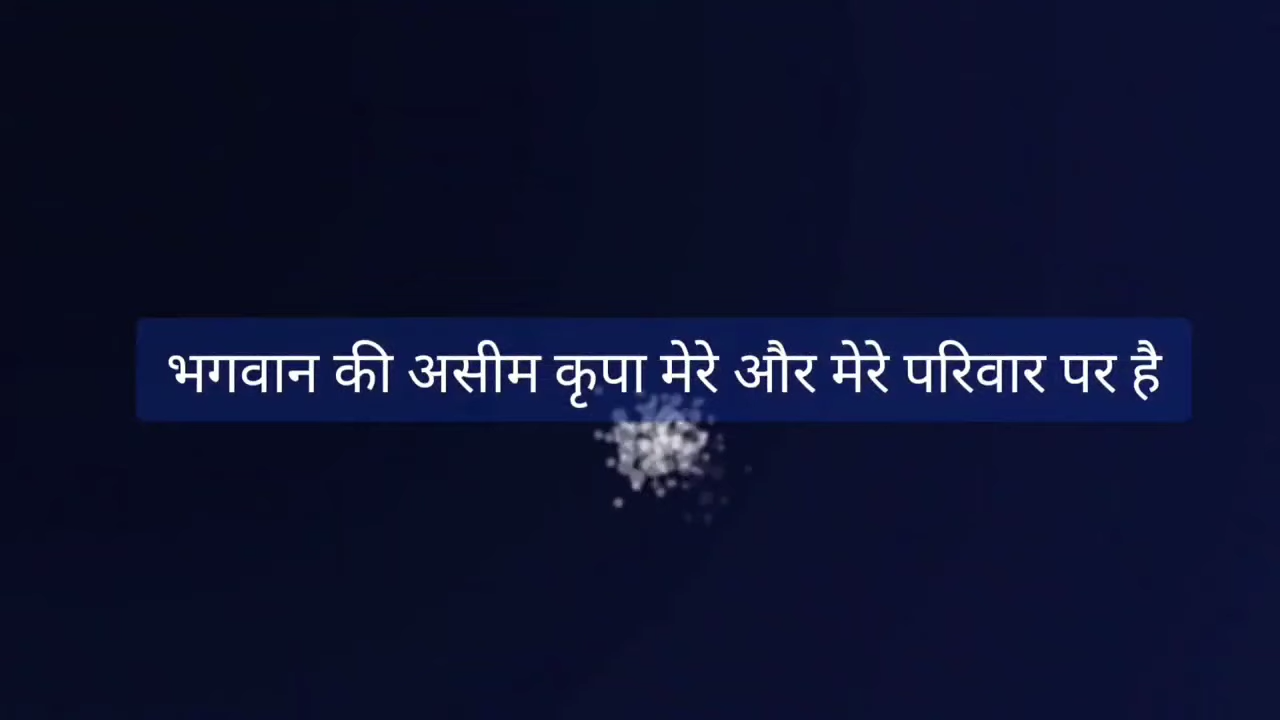 भगवान की असीम कृपा मेरे और मेरे परिवार पर है